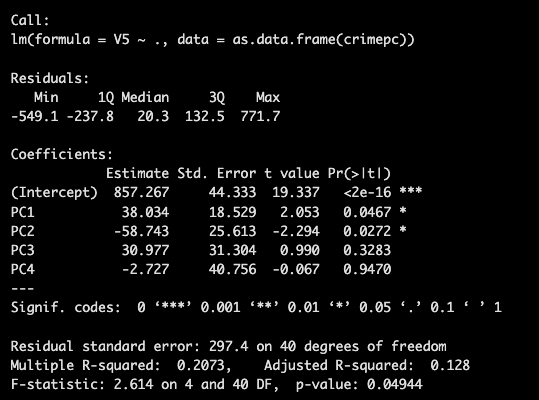 Call:
lm(formula = V5 ~ ., data = as.data.frame(crimepc))

Residuals:
   Min     1Q Median     3Q    Max
-549.1 -237.8   20.3  132.5  771.7

Coefficients:
            Estimate Std. Error t value Pr(>|t|)
(Intercept)  857.267     44.333  19.337   <2e-16 ***
PC1           38.034     18.529   2.053   0.0467 *
PC2          -58.743     25.613  -2.294   0.0272 *
PC3           30.977     31.304   0.990   0.3283
PC4           -2.727     40.756  -0.067   0.9470
---
Signif. codes:  0 ‘***’ 0.001 ‘**’ 0.01 ‘*’ 0.05 ‘.’ 0.1 ‘ ’ 1

Residual standard error: 297.4 on 40 degrees of freedom
Multiple R-squared:  0.2073,    Adjusted R-squared:  0.128
F-statistic: 2.614 on 4 and 40 DF,  p-value: 0.04944